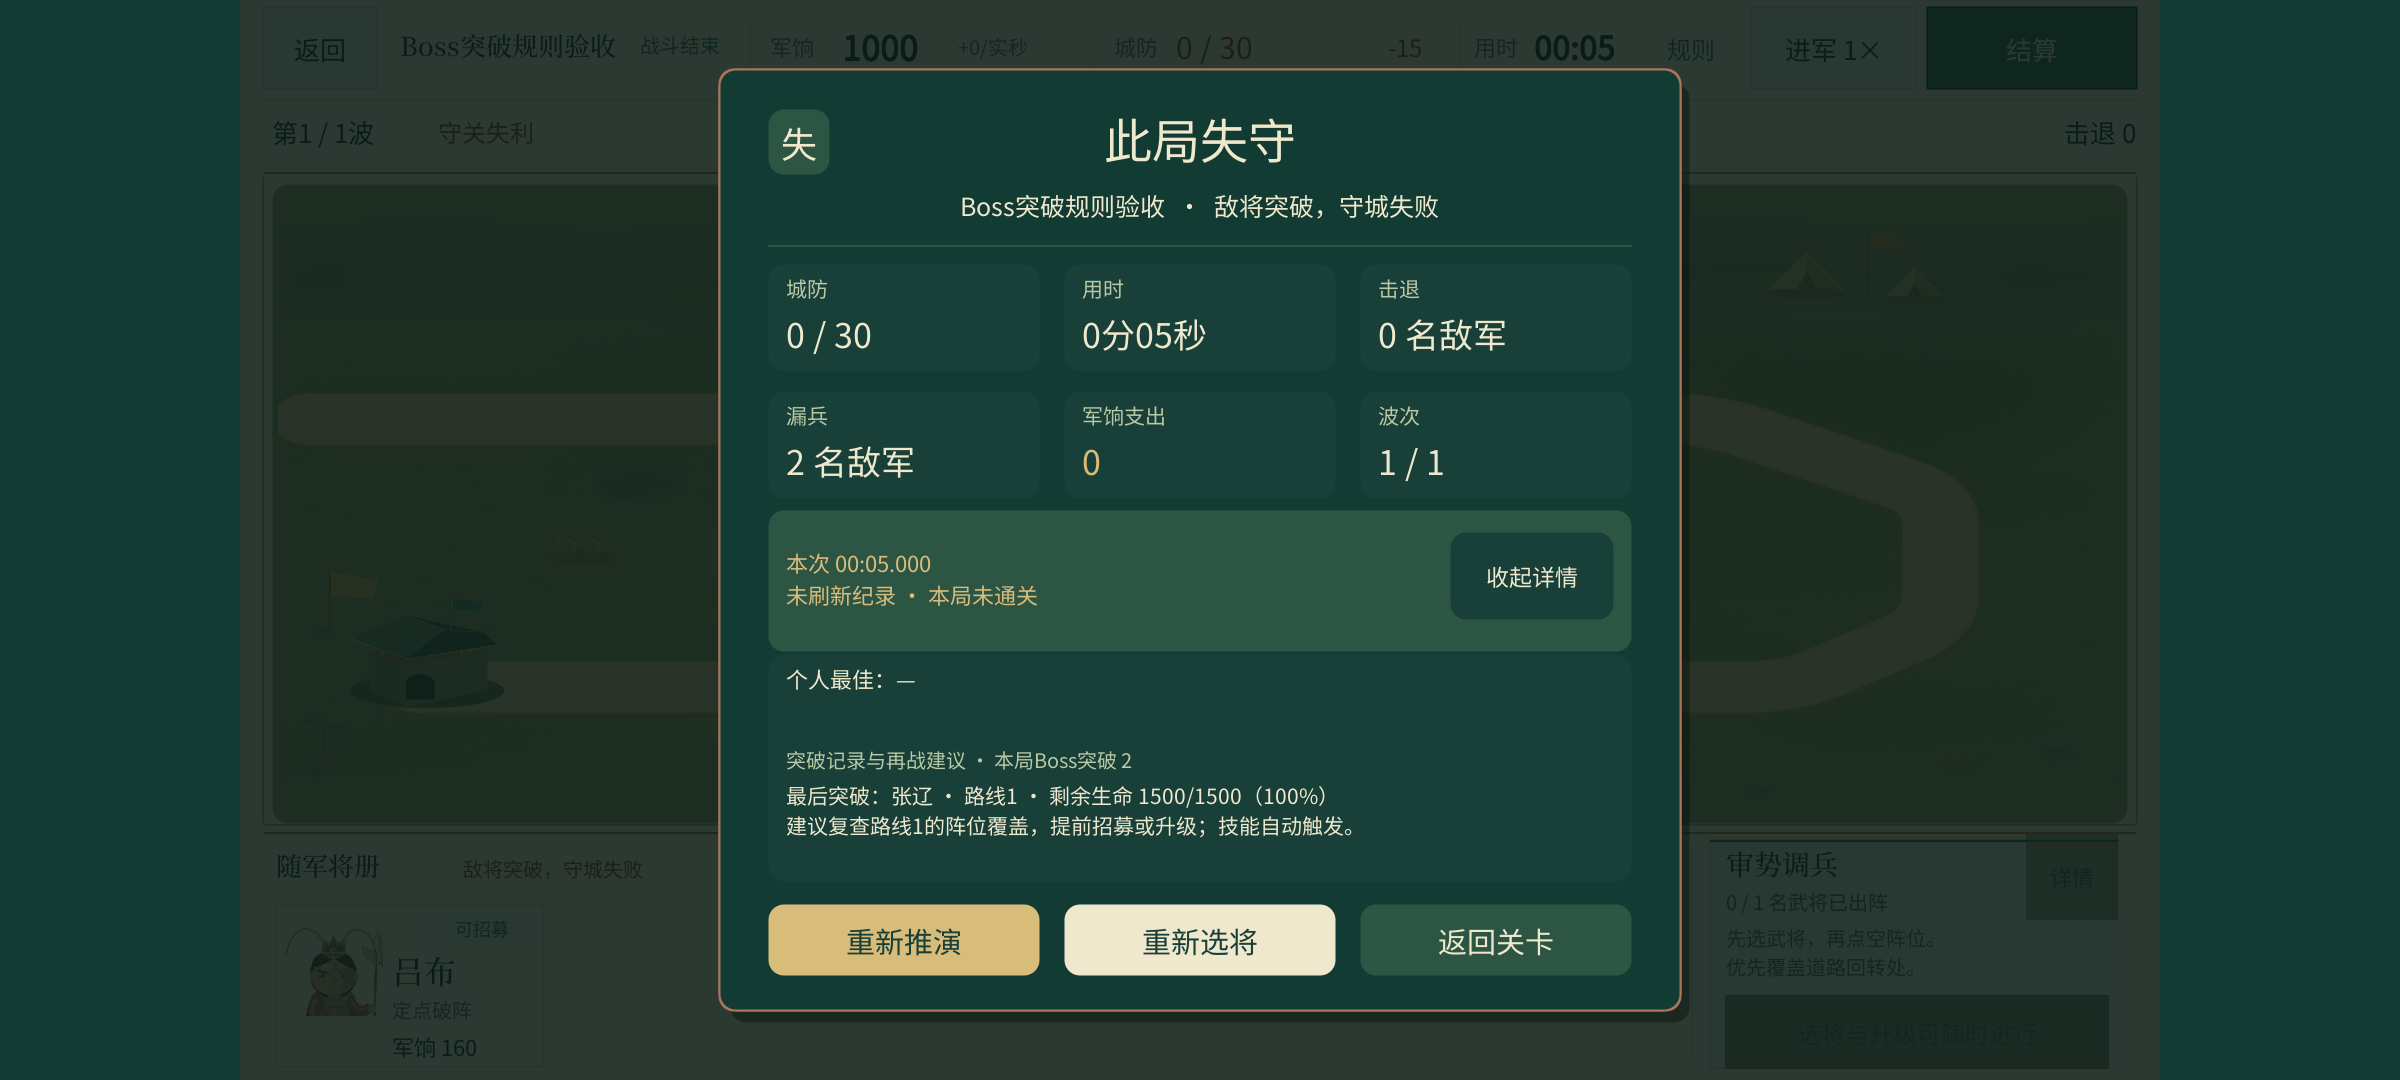 返回 Boss突破规则验收 战斗结束 军饷 1000 +0/实秒 城防 0 / 30 -15 用时 00:05 规则 进军 1× 结算
第1 / 1波 守关失利 击退 0
失 此局失守
Boss突破规则验收 · 敌将突破，守城失败
城防 用时 击退
0 / 30 0分05秒 0 名敌军
漏兵 军饷支出 波次
2 名敌军 0 1 / 1
本次 00:05.000
未刷新纪录 · 本局未通关
收起详情
个人最佳：—
突破记录与再战建议 · 本局Boss突破 2
最后突破：张辽 · 路线1 · 剩余生命 1500/1500（100%）
建议复查路线1的阵位覆盖，提前招募或升级；技能自动触发。
重新推演 重新选将 返回关卡
随军将册 敌将突破，守城失败
可招募
吕布
定点破阵
军饷 160
审势调兵 详情
0 / 1 名武将已出阵
先选武将，再点空阵位。
优先覆盖道路回转处。
选将与升级可随时进行